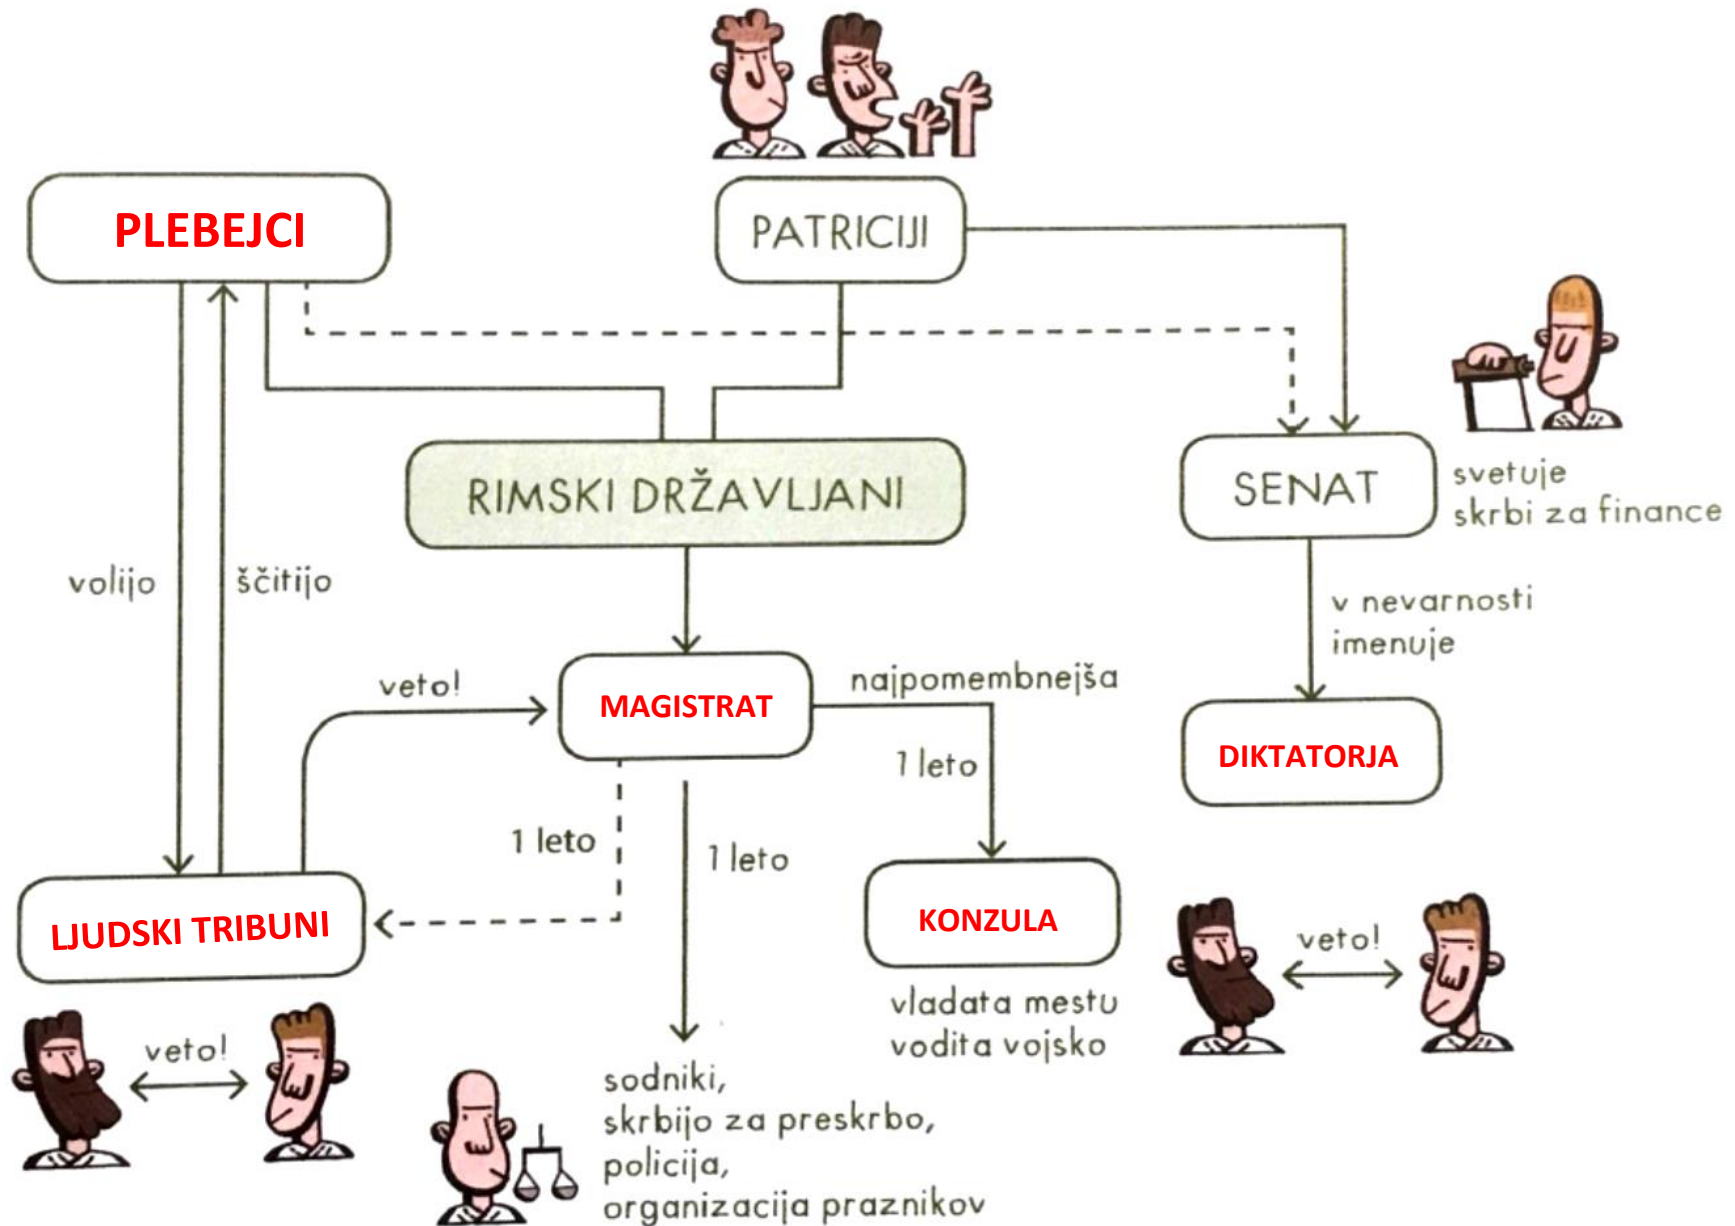 PLEBEJCI
PATRICIJI
RIMSKI DRŽAVLJANI
SENAT
svetuje
skrbi za finance
volijo
ščitijo
v nevarnosti
imenuje
veto!
MAGISTRAT
najpomembnejša
DIKTATORJA
1 leto
1 leto
1 leto
LJUDSKI TRIBUNI
KONZULA
veto!
vladata mestu
vodita vojsko
veto!
sodniki,
skrbijo za preskrbo,
policija,
organizacija praznikov